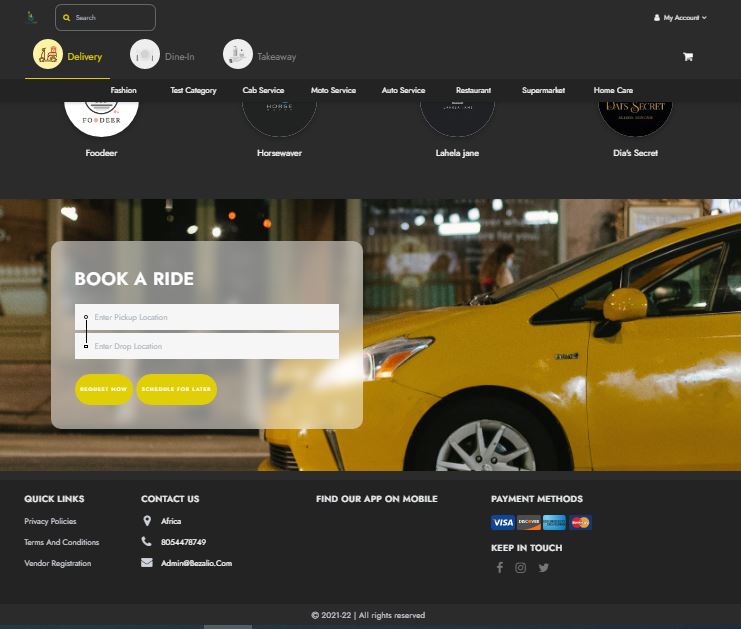 Search
My Account
Delivery
Dine-In
Takeaway
Fashion
Test Category
Cab Service
Moto Service
Auto Service
Restaurant
Supermarket
Home Care
FOODEER
HORSE
LAHELA JANE
DIA'S SECRET
Foodeer
Horsewaver
Lahela jane
Dia's Secret
BOOK A RIDE
Enter Pickup Location
Enter Drop Location
REQUEST NOW
SCHEDULE FOR LATER
QUICK LINKS
Privacy Policies
Terms And Conditions
Vendor Registration
CONTACT US
Africa
8054478749
Admin@Bezalio.Com
FIND OUR APP ON MOBILE
PAYMENT METHODS
VISA
DISCOVER
KEEP IN TOUCH
© 2021-22 | All rights reserved